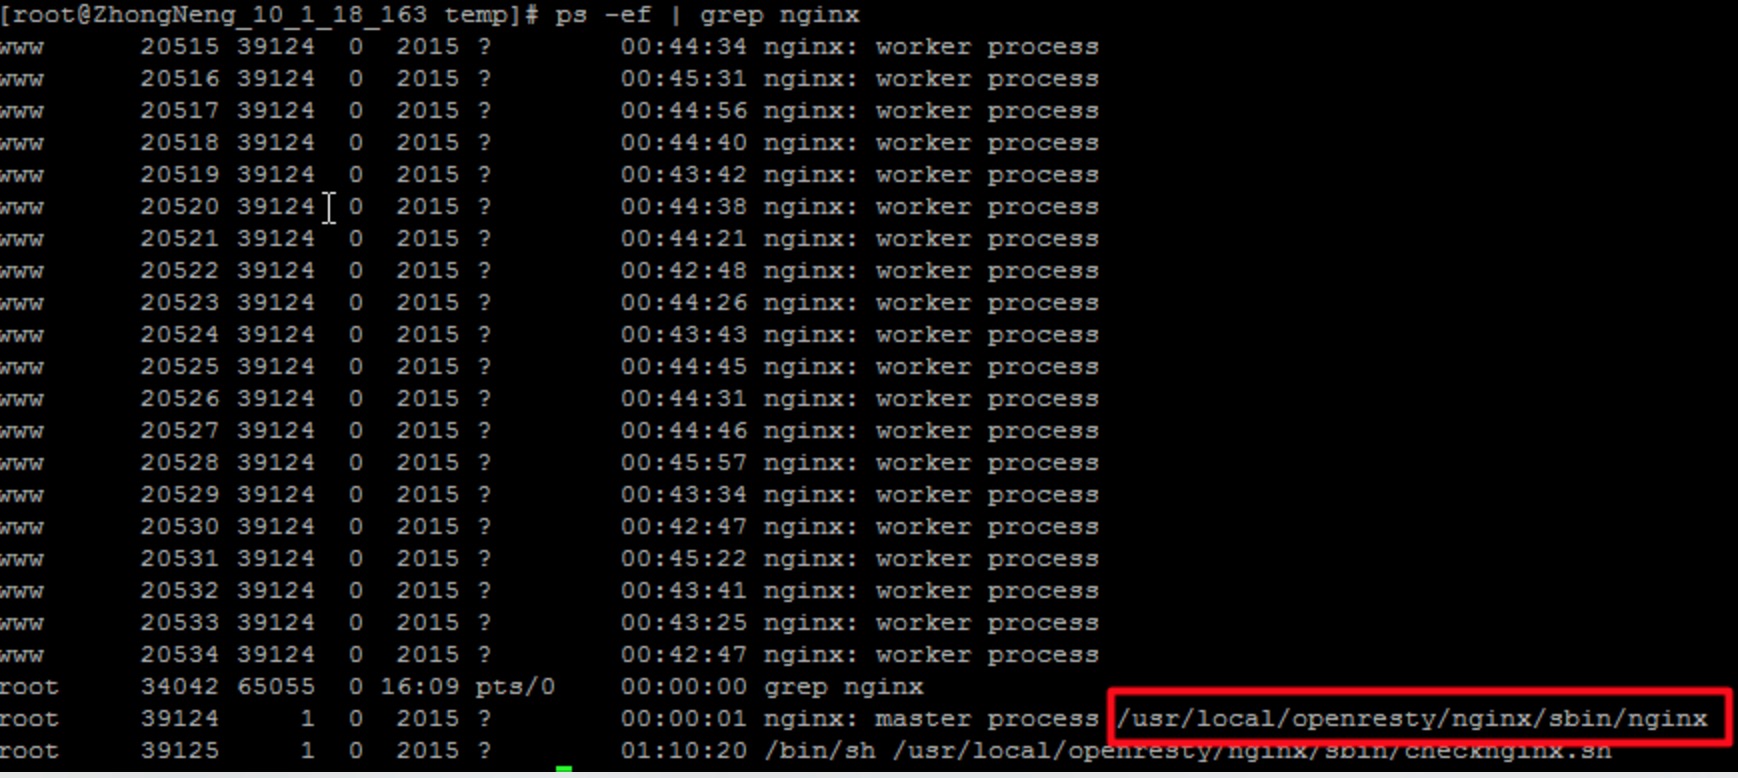 [root@ZhongNeng_10_1_18_163 temp]# ps -ef | grep nginx
www 20515 39124 0 2015 ? 00:44:34 nginx: worker process
www 20516 39124 0 2015 ? 00:45:31 nginx: worker process
www 20517 39124 0 2015 ? 00:44:56 nginx: worker process
www 20518 39124 0 2015 ? 00:44:40 nginx: worker process
www 20519 39124 0 2015 ? 00:43:42 nginx: worker process
www 20520 39124 0 2015 ? 00:44:38 nginx: worker process
www 20521 39124 0 2015 ? 00:44:21 nginx: worker process
www 20522 39124 0 2015 ? 00:42:48 nginx: worker process
www 20523 39124 0 2015 ? 00:44:26 nginx: worker process
www 20524 39124 0 2015 ? 00:43:43 nginx: worker process
www 20525 39124 0 2015 ? 00:44:45 nginx: worker process
www 20526 39124 0 2015 ? 00:44:31 nginx: worker process
www 20527 39124 0 2015 ? 00:44:46 nginx: worker process
www 20528 39124 0 2015 ? 00:45:57 nginx: worker process
www 20529 39124 0 2015 ? 00:43:34 nginx: worker process
www 20530 39124 0 2015 ? 00:42:47 nginx: worker process
www 20531 39124 0 2015 ? 00:45:22 nginx: worker process
www 20532 39124 0 2015 ? 00:43:41 nginx: worker process
www 20533 39124 0 2015 ? 00:43:25 nginx: worker process
www 20534 39124 0 2015 ? 00:42:47 nginx: worker process
root 34042 65055 0 16:09 pts/0 00:00:00 grep nginx
root 39124 1 0 2015 ? 00:00:01 nginx: master process /usr/local/openresty/nginx/sbin/nginx
root 39125 1 0 2015 ? 01:10:20 /bin/sh /usr/local/openresty/nginx/sbin/checknginx.sh